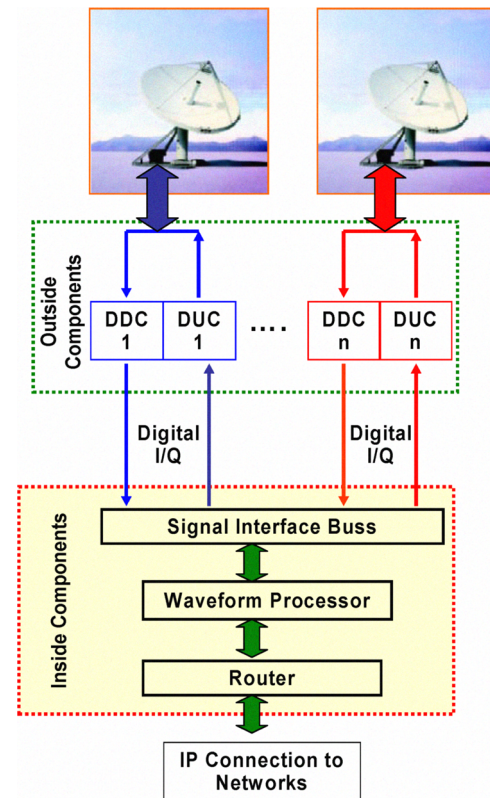 Outside
Components
DDC
1
DUC
1
....
DDC
n
DUC
n
Digital
I/Q
Digital
I/Q
Inside Components
Signal Interface Buss
Waveform Processor
Router
IP Connection to
Networks